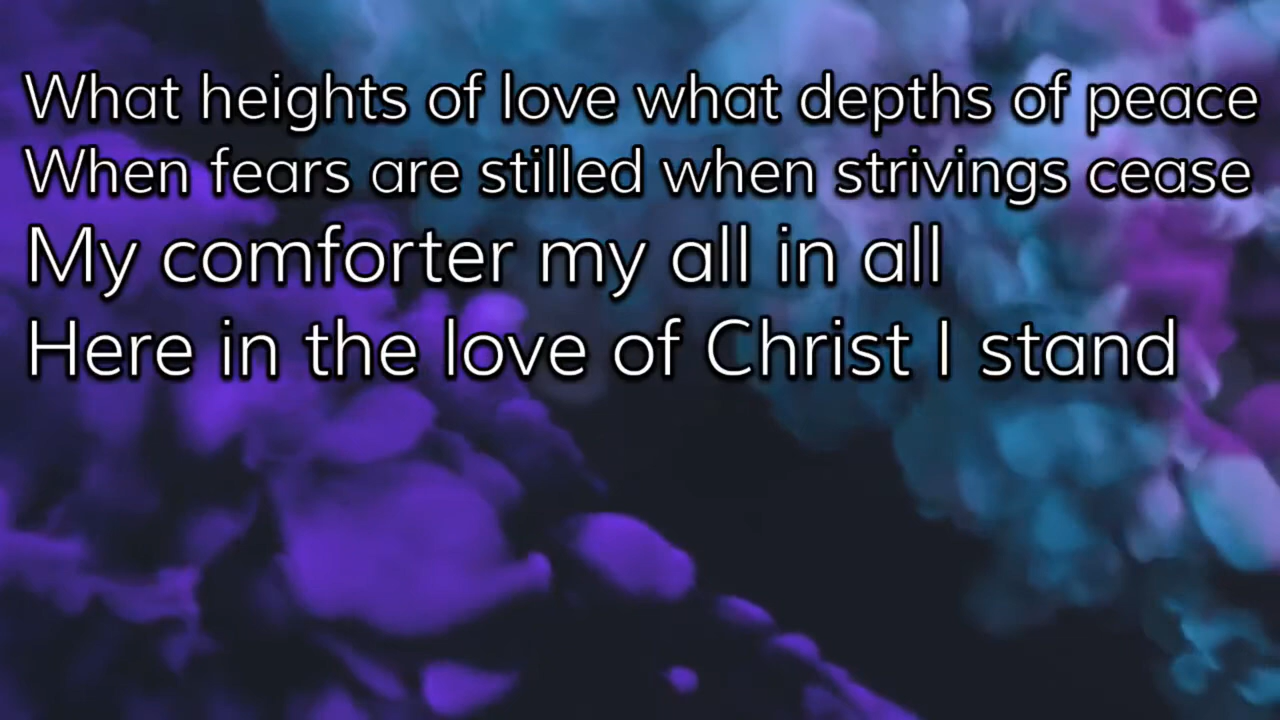 What heights of love what depths of peace
When fears are stilled when strivings cease
My comforter my all in all
Here in the love of Christ I stand